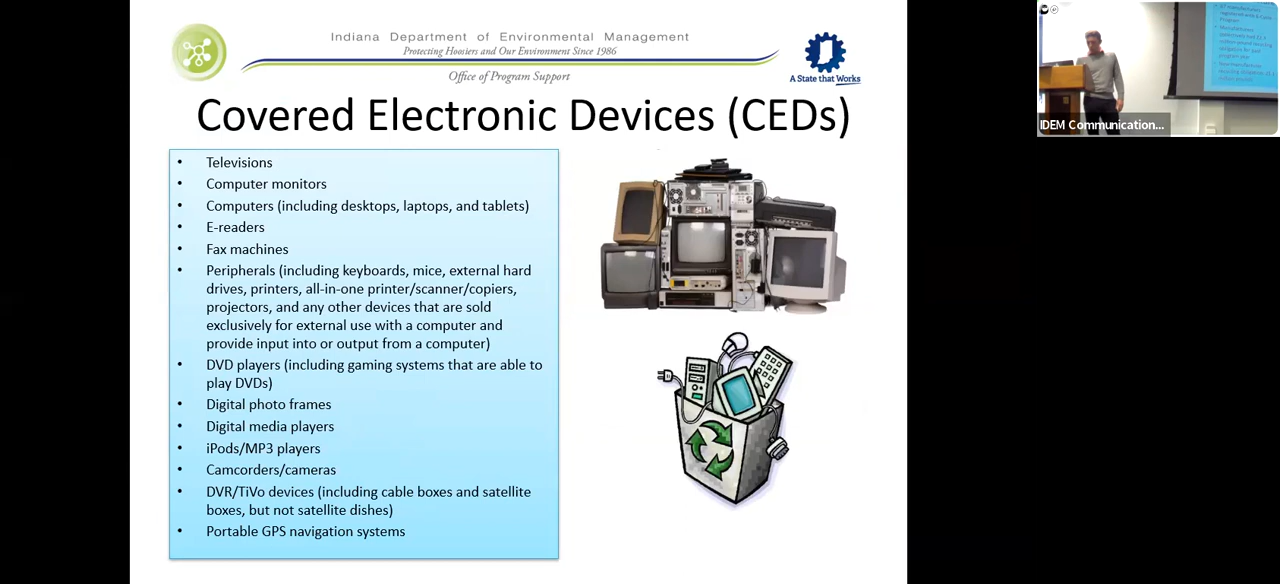 Indiana Department of Environmental Management
Protecting Hoosiers and Our Environment Since 1986
Office of Program Support
A State that Works
Covered Electronic Devices (CEDs)
• Televisions
• Computer monitors
• Computers (including desktops, laptops, and tablets)
• E-readers
• Fax machines
• Peripherals (including keyboards, mice, external hard
drives, printers, all-in-one printer/scanner/copiers,
projectors, and any other devices that are sold
exclusively for external use with a computer and
provide input into or output from a computer)
• DVD players (including gaming systems that are able to
play DVDs)
• Digital photo frames
• Digital media players
• iPods/MP3 players
• Camcorders/cameras
• DVR/TiVo devices (including cable boxes and satellite
boxes, but not satellite dishes)
• Portable GPS navigation systems
IDEM Communication...